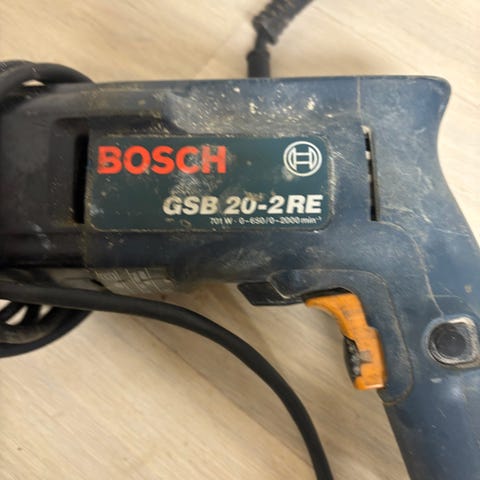 BOSCH
GSB 20-2RE
701 W · 0-650/0-2000 min⁻¹